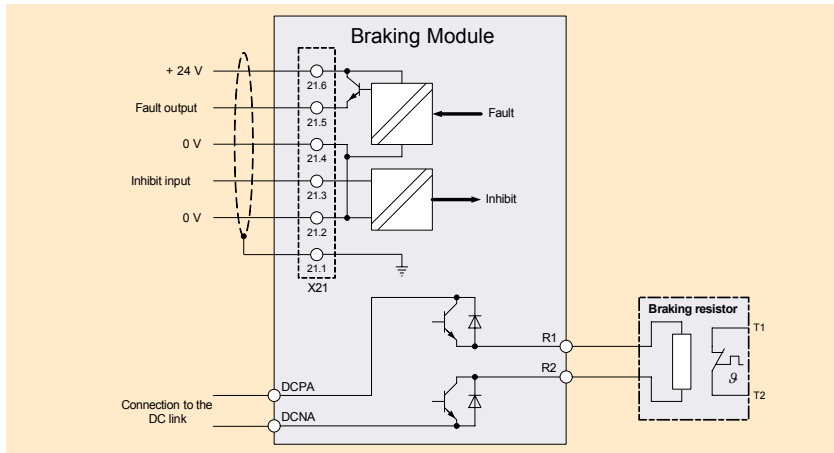 Braking Module
+ 24 V
21.6
Fault output
21.5
Fault
0 V
21.4
Inhibit input
21.3
Inhibit
0 V
21.2
21.1
X21
Braking resistor
R1
T1
R2
ϑ
T2
DCPA
Connection to the
DC link
DCNA